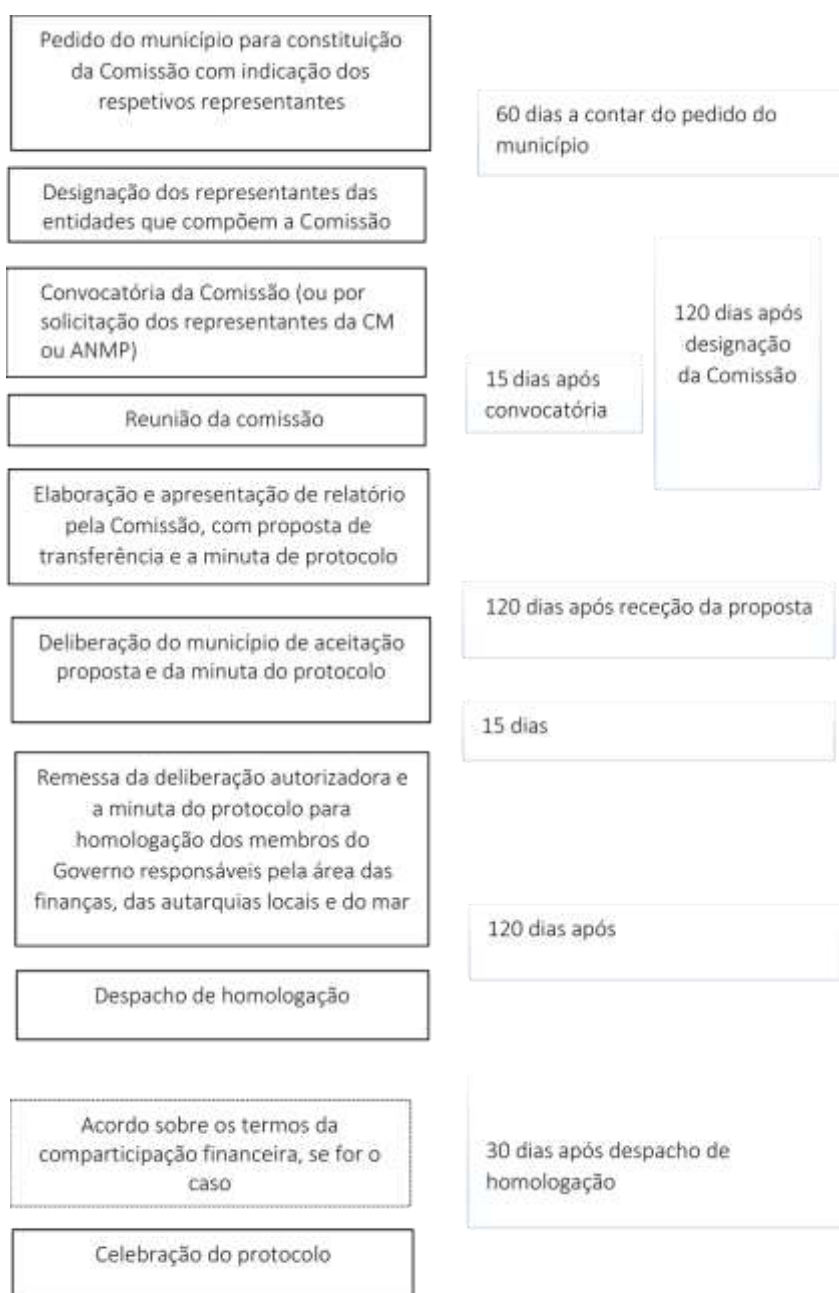 Pedido do município para constituição
da Comissão com indicação dos
respetivos representantes
60 dias a contar do pedido do
município
Designação dos representantes das
entidades que compõem a Comissão
Convocatória da Comissão (ou por
solicitação dos representantes da CM
ou ANMP)
120 dias após
designação
da Comissão
15 dias após
convocatória
Reunião da comissão
Elaboração e apresentação de relatório
pela Comissão, com proposta de
transferência e a minuta de protocolo
120 dias após receção da proposta
Deliberação do município de aceitação
proposta e da minuta do protocolo
15 dias
Remessa da deliberação autorizadora e
a minuta do protocolo para
homologação dos membros do
Governo responsáveis pela área das
finanças, das autarquias locais e do mar
120 dias após
Despacho de homologação
Acordo sobre os termos da
comparticipação financeira, se for o
caso
30 dias após despacho de
homologação
Celebração do protocolo